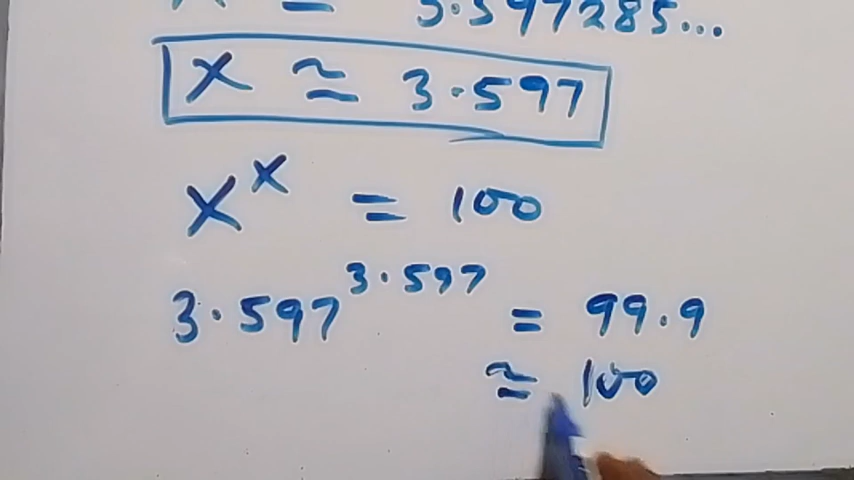 x ≅ 3.597285...
x ≅ 3.597
x^x = 100
3.597^3.597 = 99.9
≅ 100